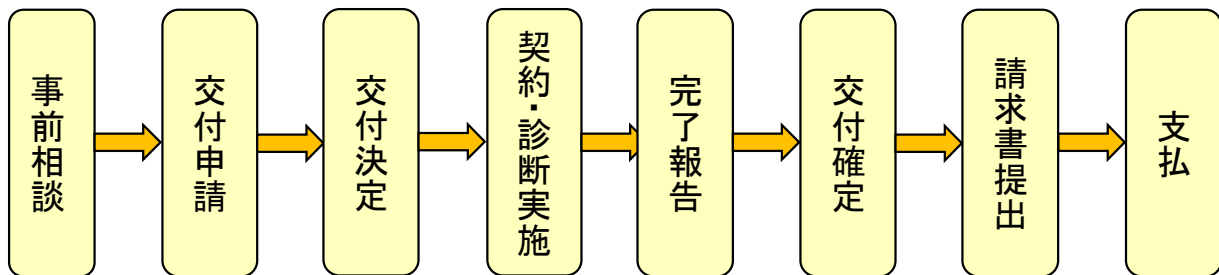 事前相談
交付申請
交付決定
契約・診断実施
完了報告
交付確定
請求書提出
支払